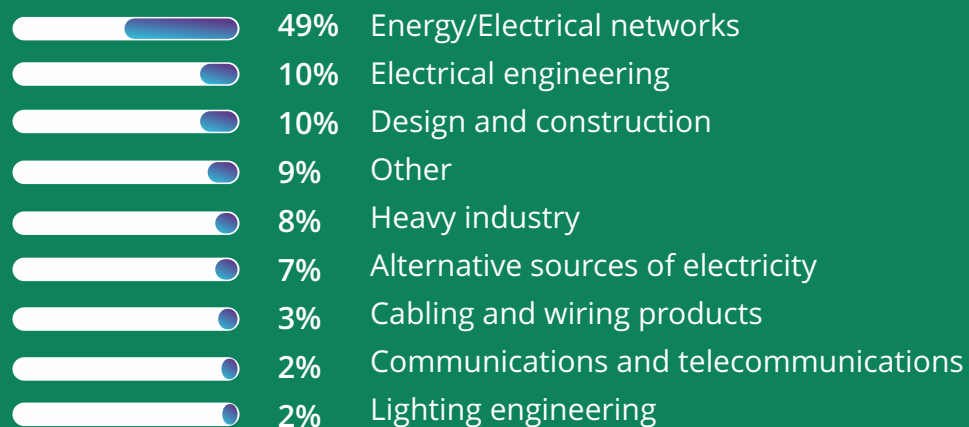 49% Energy/Electrical networks
10% Electrical engineering
10% Design and construction
9% Other
8% Heavy industry
7% Alternative sources of electricity
3% Cabling and wiring products
2% Communications and telecommunications
2% Lighting engineering